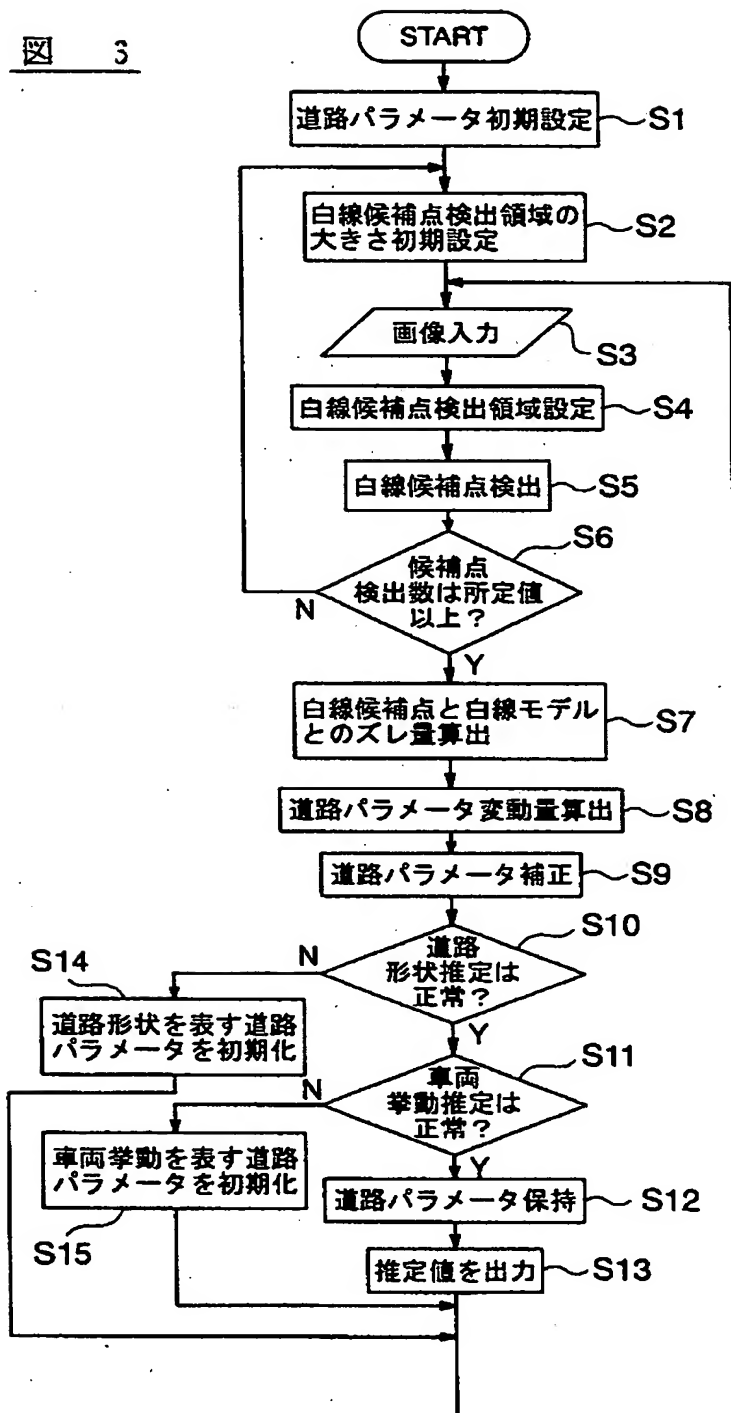 図 3
START
道路パラメータ初期設定
S1
白線候補点検出領域の
大きさ初期設定
S2
画像入力
S3
白線候補点検出領域設定
S4
白線候補点検出
S5
S6
候補点
検出数は所定値
以上？
N
Y
白線候補点と白線モデル
とのズレ量算出
S7
道路パラメータ変動量算出
S8
道路パラメータ補正
S9
S10
道路
形状推定は
正常？
N
Y
S14
道路形状を表す道路
パラメータを初期化
S11
車両
挙動推定は
正常？
N
Y
車両挙動を表す道路
パラメータを初期化
S15
道路パラメータ保持
S12
推定値を出力
S13